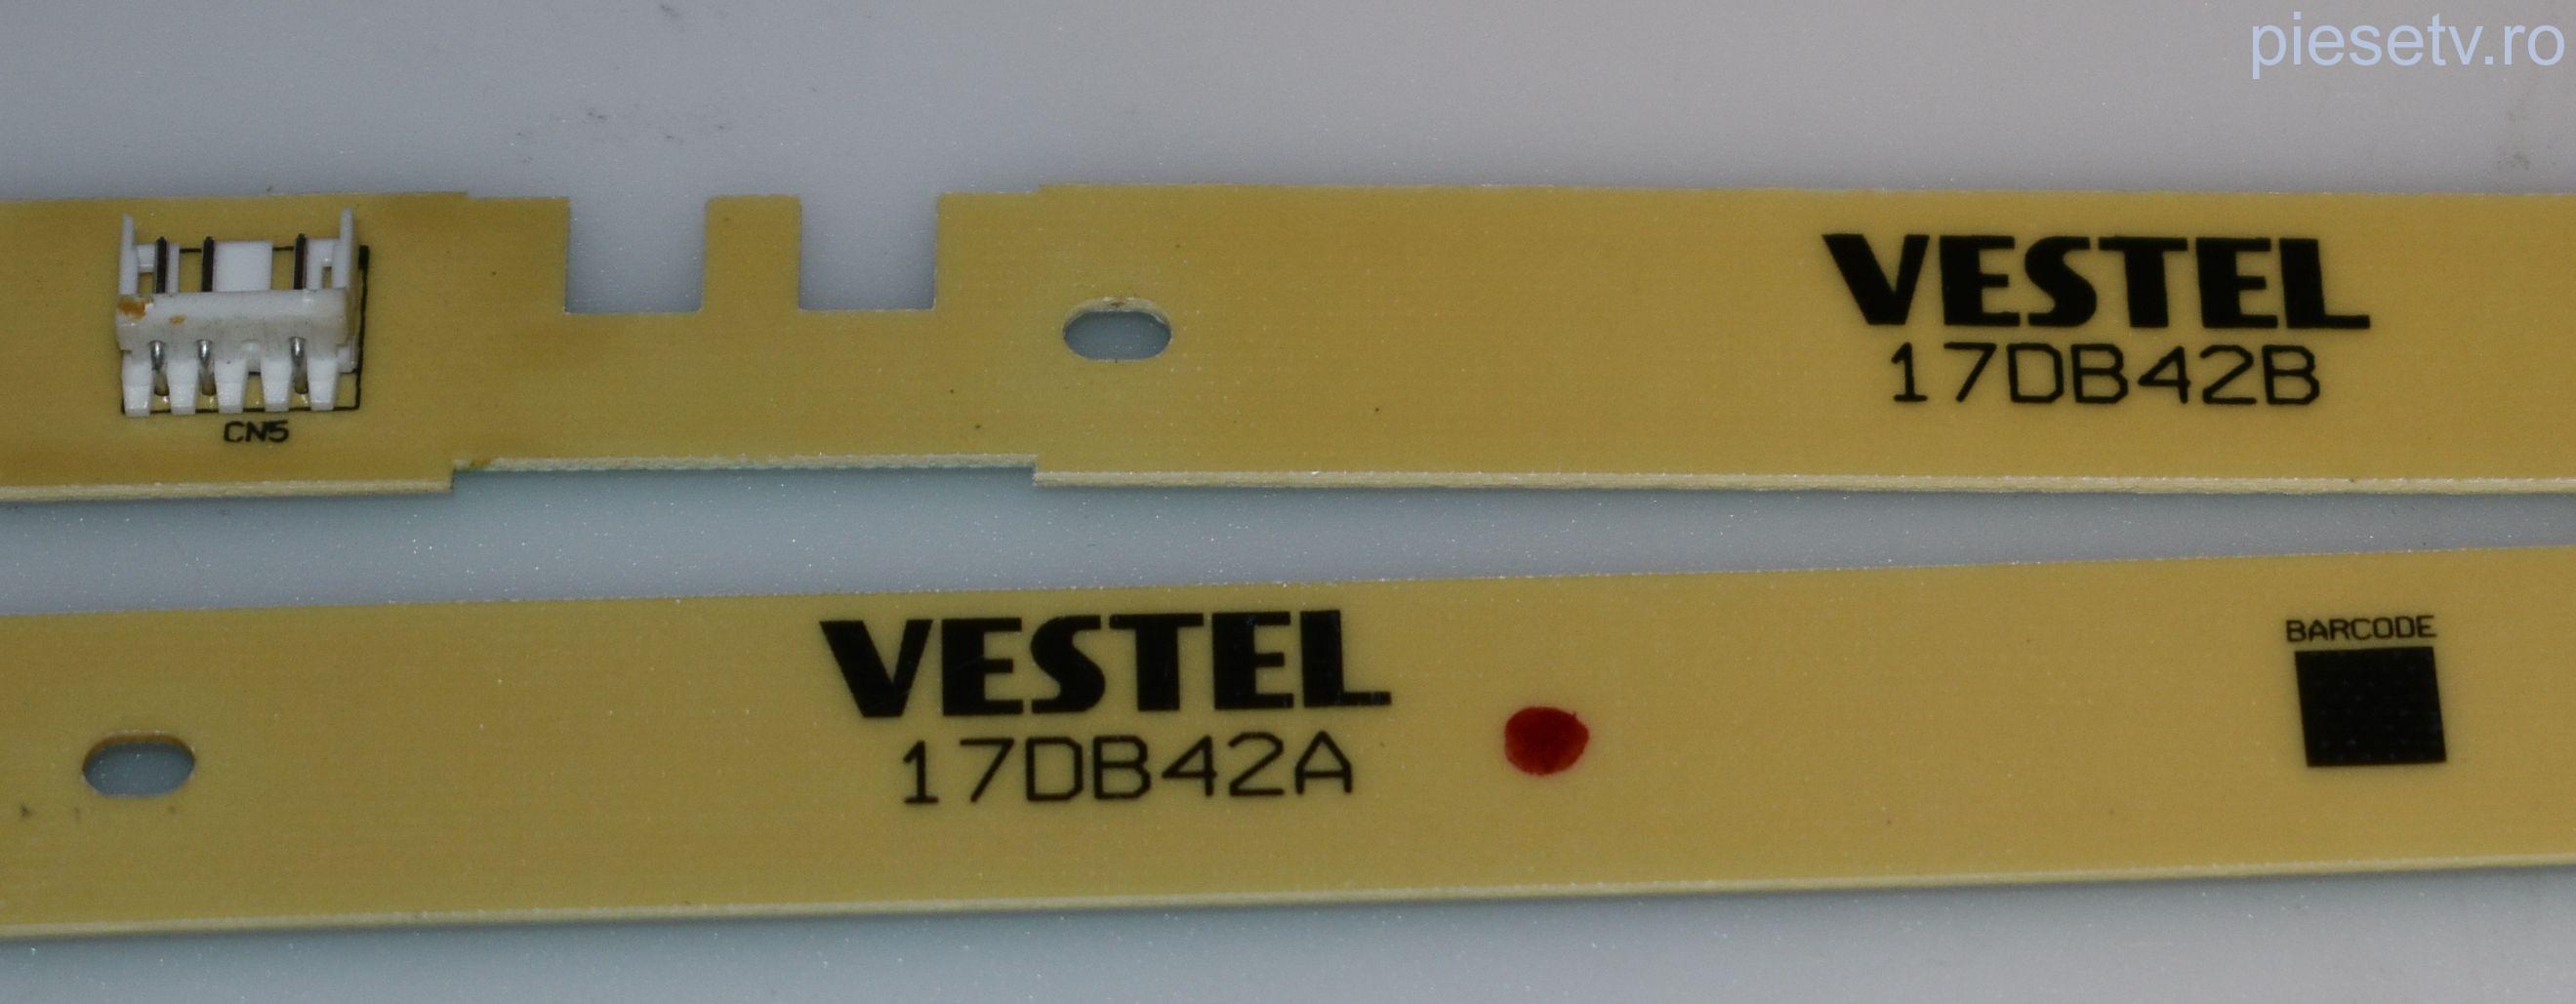 piesetv.ro
VESTEL
17DB42B
CN5
VESTEL
17DB42A
BARCODE